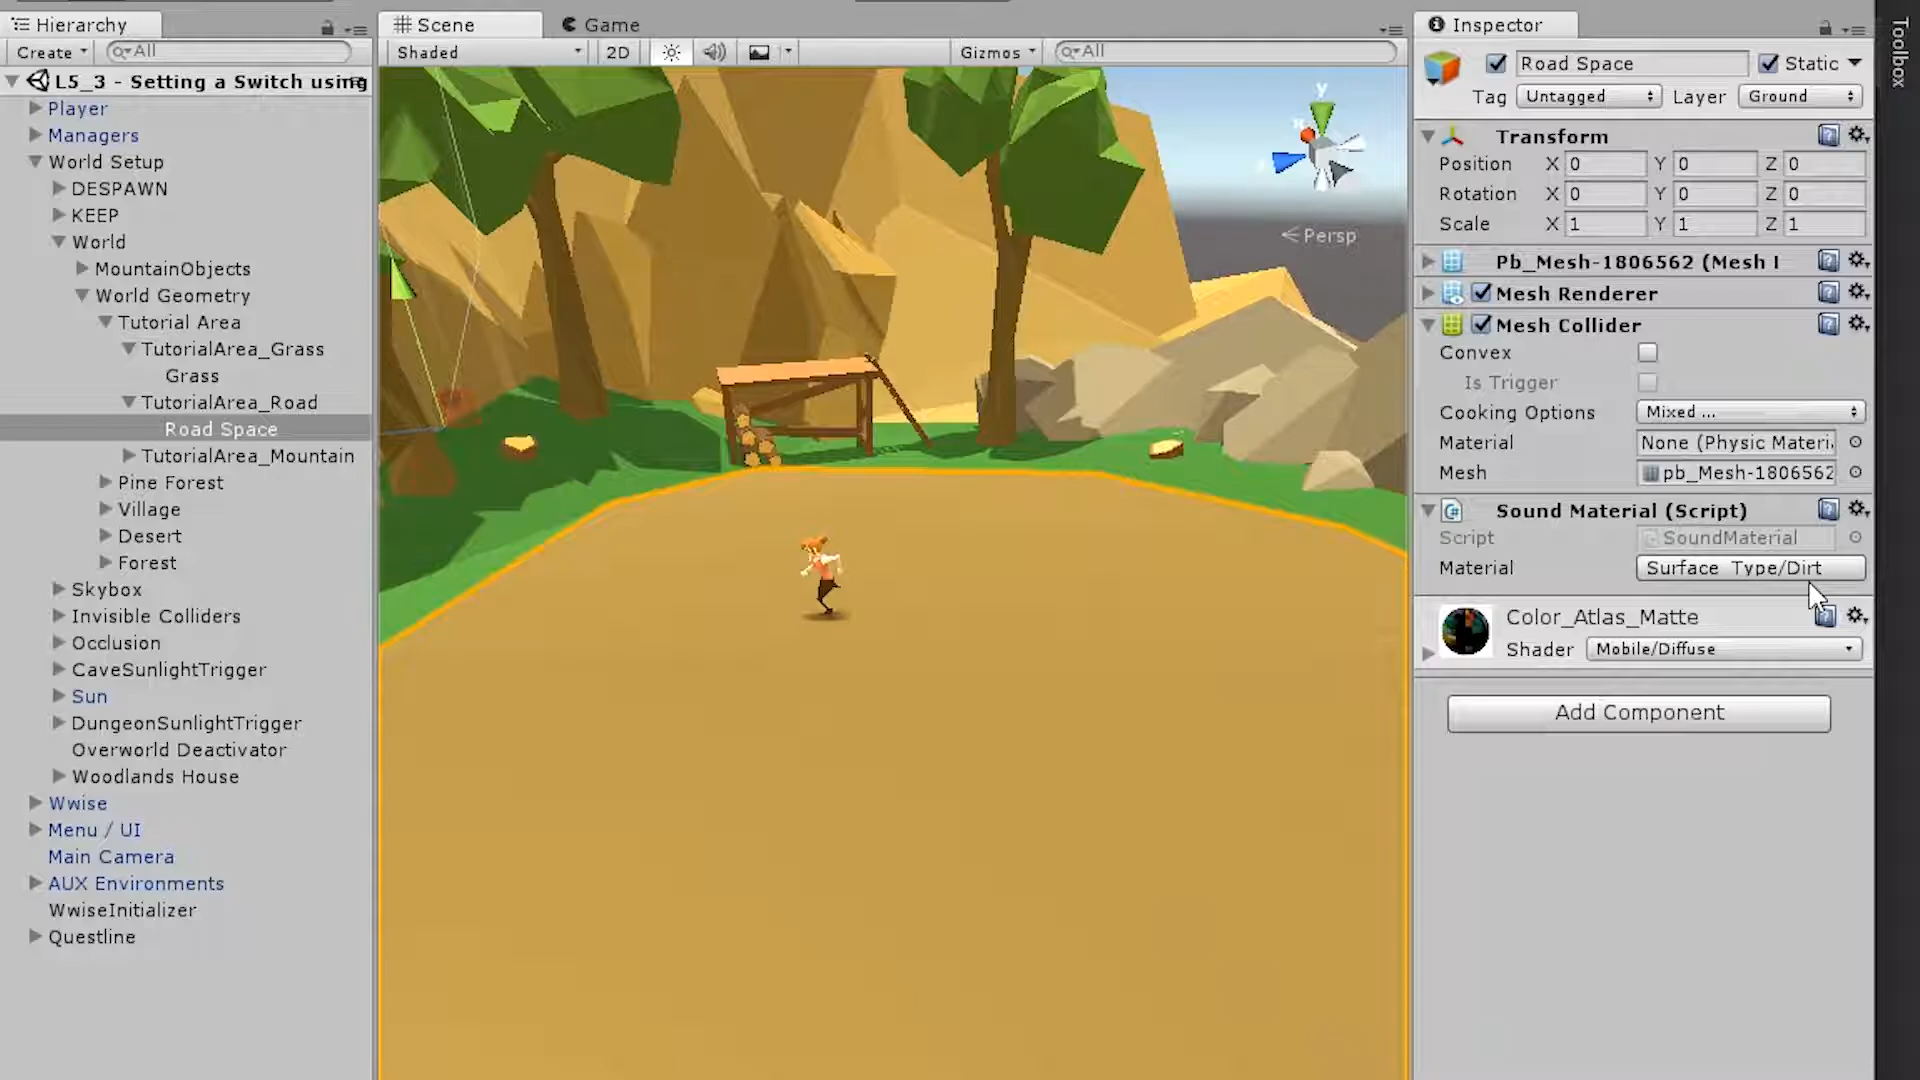 Hierarchy
Create
All
L5_3 - Setting a Switch using
Player
Managers
World Setup
DESPAWN
KEEP
World
MountainObjects
World Geometry
Tutorial Area
TutorialArea_Grass
Grass
TutorialArea_Road
Road Space
TutorialArea_Mountain
Pine Forest
Village
Desert
Forest
Skybox
Invisible Colliders
Occlusion
CaveSunlightTrigger
Sun
DungeonSunlightTrigger
Overworld Deactivator
Woodlands House
Wwise
Menu / UI
Main Camera
AUX Environments
WwiseInitializer
Questline
Scene
Game
Shaded
2D
Gizmos
All
y
Persp
Inspector
Road Space
Static
Tag Untagged Layer Ground
Transform
Position X 0 Y 0 Z 0
Rotation X 0 Y 0 Z 0
Scale X 1 Y 1 Z 1
Pb_Mesh-1806562 (Mesh
Mesh Renderer
Mesh Collider
Convex
Is Trigger
Cooking Options Mixed ...
Material None (Physic Materi
Mesh pb_Mesh-1806562
Sound Material (Script)
Script SoundMaterial
Material Surface_Type/Dirt
Color_Atlas_Matte
Shader Mobile/Diffuse
Add Component
Toolbox